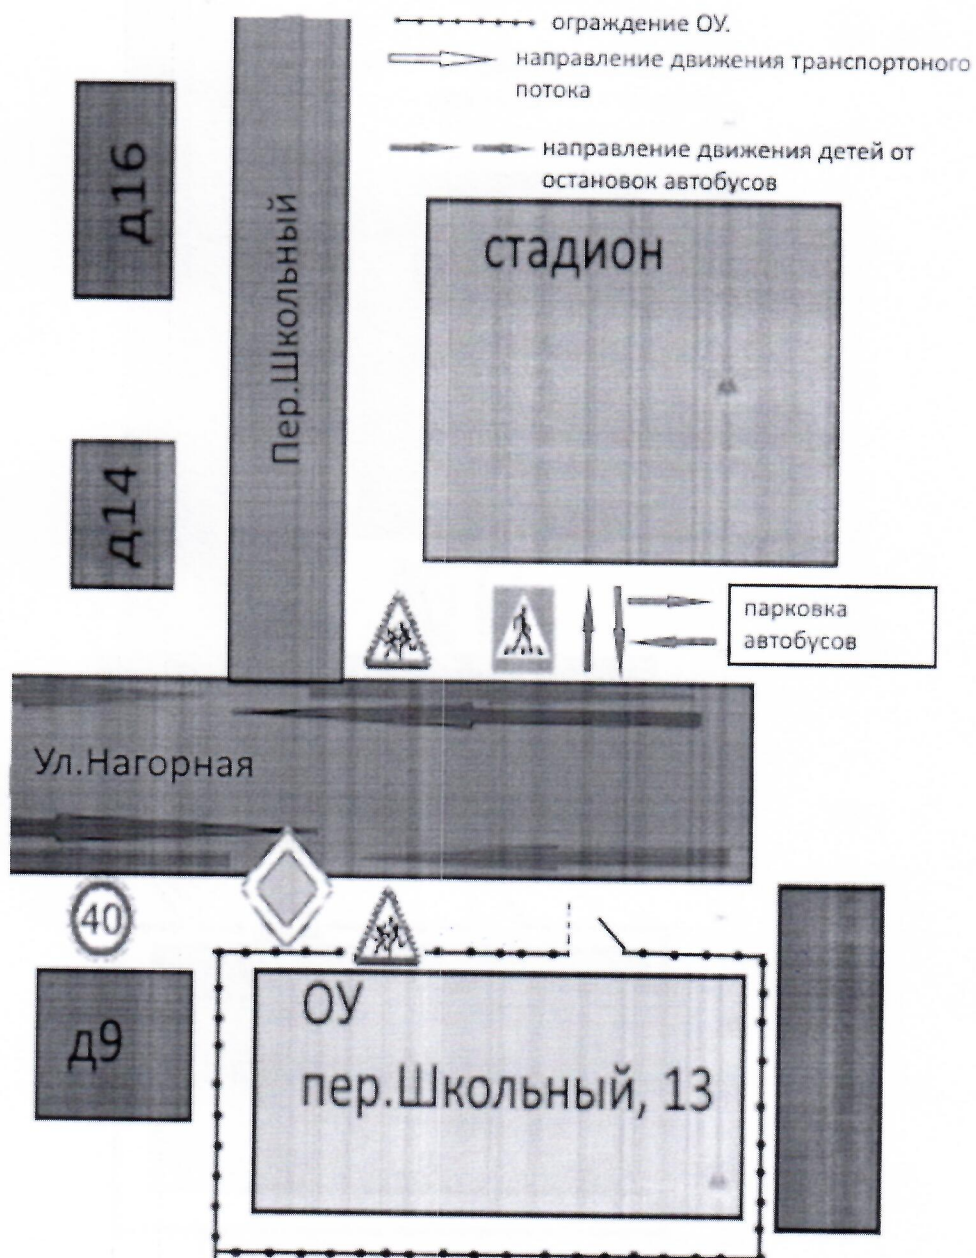 ограждение ОУ.
направление движения транспортоного
потока
направление движения детей от
остановок автобусов
д16
Пер.Школьный
стадион
д14
парковка
автобусов
Ул.Нагорная
40
д9
ОУ
пер.Школьный, 13